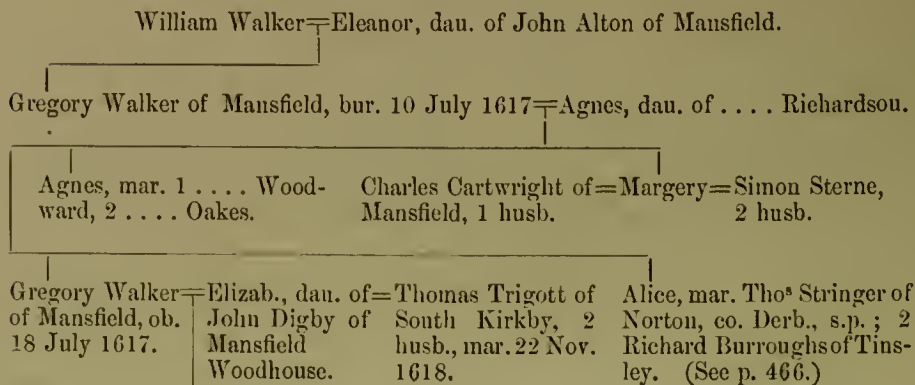 William Walker=Eleanor, dau. of John Alton of Mansfield.
Gregory Walker of Mansfield, bur. 10 July 1617=Agnes, dau. of . . . . Richardson.
Agnes, mar. 1 . . . . Wood-
ward, 2 . . . . Oakes.
Charles Cartwright of=Margery=Simon Sterne,
Mansfield, 1 husb.
2 husb.
Gregory Walker=
of Mansfield, ob.
18 July 1617.
Elizab., dau. of=
John Digby of
Mansfield
Woodhouse.
Thomas Trigott of
South Kirkby, 2
husb., mar. 22 Nov.
1618.
Alice, mar. Thoˢ Stringer of
Norton, co. Derb., s.p. ; 2
Richard Burroughs of Tins-
ley. (See p. 466.)